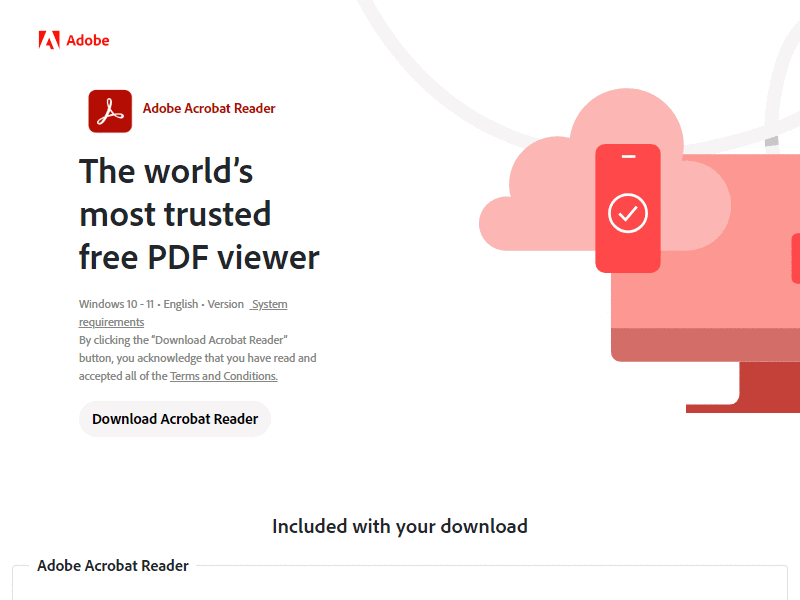 Adobe
Adobe Acrobat Reader
The world's
most trusted
free PDF viewer
Windows 10 - 11 • English • Version System
requirements
By clicking the “Download Acrobat Reader”
button, you acknowledge that you have read and
accepted all of the Terms and Conditions.
Download Acrobat Reader
Included with your download
Adobe Acrobat Reader